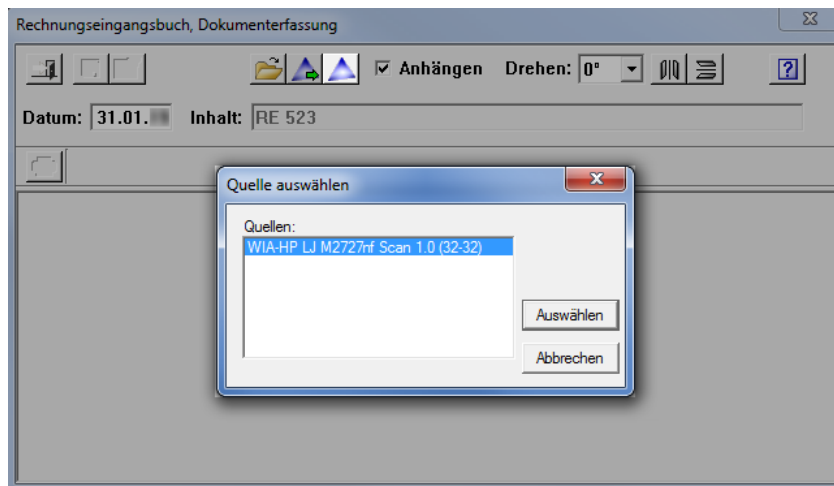 Rechnungseingangsbuch, Dokumenterfassung
Anhängen Drehen: 0°
Datum: 31.01. Inhalt: RE 523
Quelle auswählen
Quellen:
WIA-HP LJ M2727nf Scan 1.0 (32-32)
Auswählen
Abbrechen